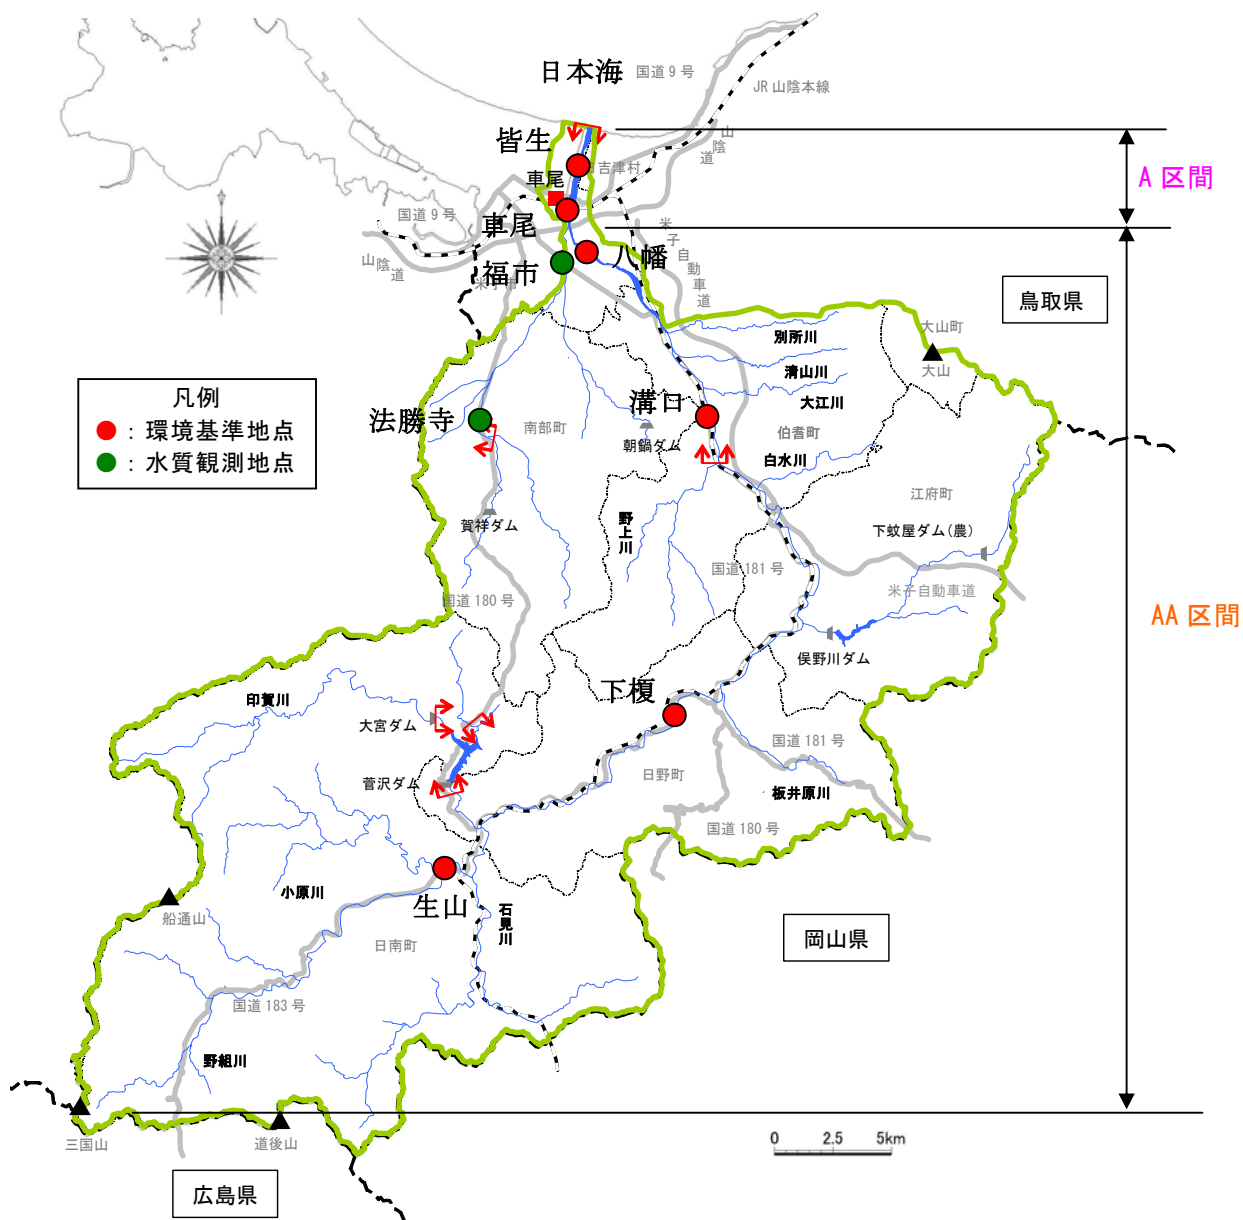 日本海
国道9号
JR山陰本線
山陰道
皆生
日吉津村
車尾
A区間
国道9号
車尾
米子自動車道
八幡
山陰道
福市
米子市
鳥取県
別所川
大山町
清山川
大山
凡例
大江川
●：環境基準地点
●：水質観測地点
法勝寺
南部町
溝口
伯耆町
朝鍋ダム
白水川
江府町
賀祥ダム
野上川
下蚊屋ダム(農)
国道181号
米子自動車道
国道180号
AA区間
俣野川ダム
下榎
印賀川
大宮ダム
国道181号
日野町
菅沢ダム
板井原川
国道180号
小原川
生山
石見川
船通山
日南町
岡山県
国道183号
野組川
三国山
道後山
0 2.5 5km
広島県